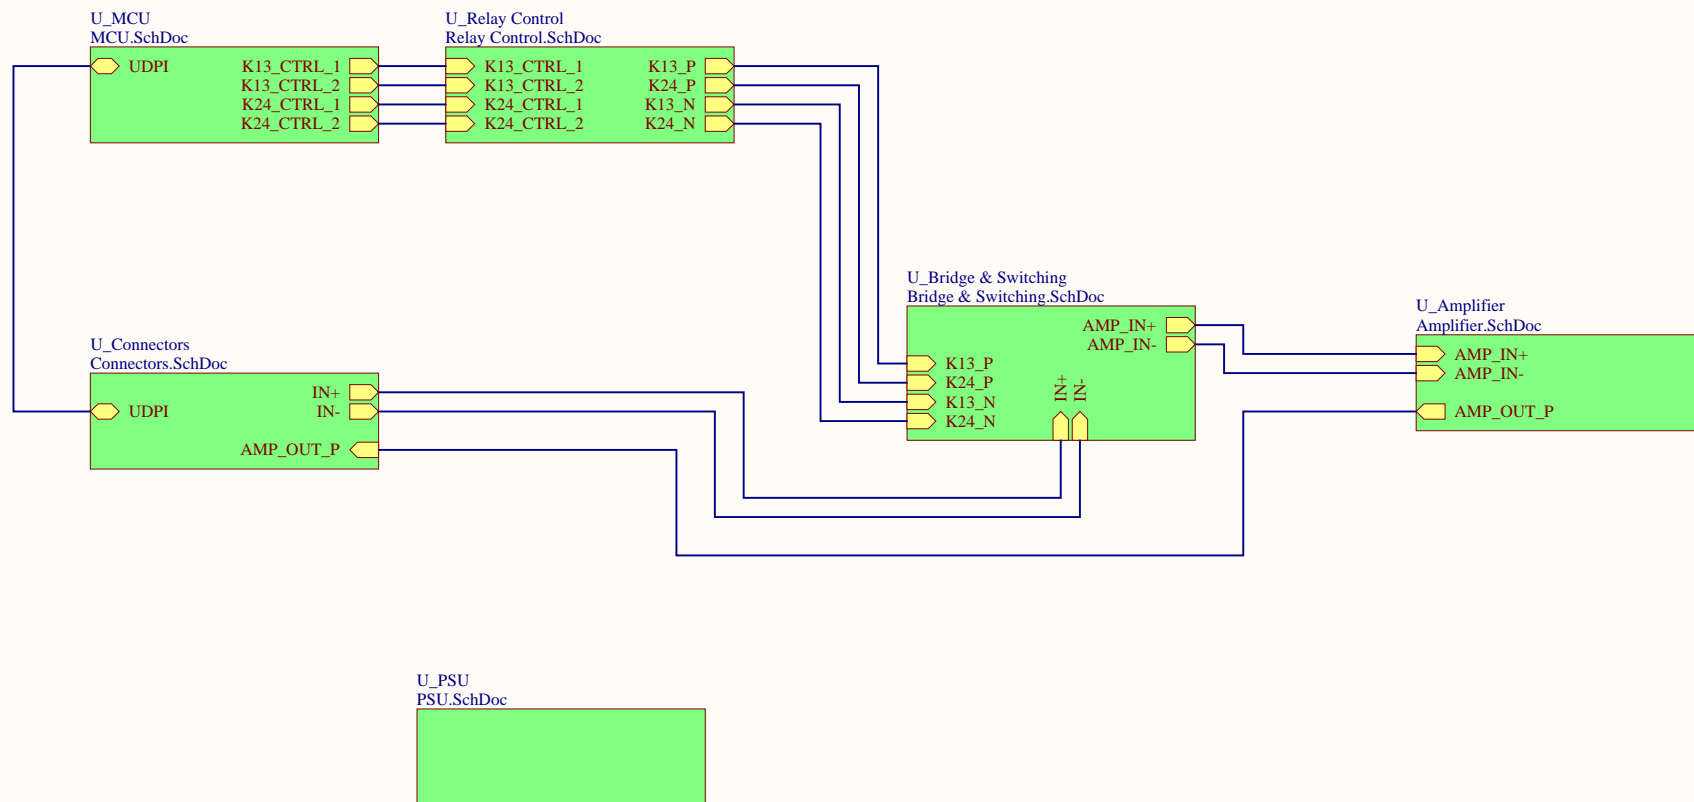 U_MCU
MCU.SchDoc
UDPI
K13_CTRL_1
K13_CTRL_2
K24_CTRL_1
K24_CTRL_2
U_Relay Control
Relay Control.SchDoc
K13_CTRL_1
K13_CTRL_2
K24_CTRL_1
K24_CTRL_2
K13_P
K24_P
K13_N
K24_N
U_Bridge & Switching
Bridge & Switching.SchDoc
AMP_IN+
AMP_IN-
K13_P
K24_P
K13_N
K24_N
IN+
IN-
U_Amplifier
Amplifier.SchDoc
AMP_IN+
AMP_IN-
AMP_OUT_P
U_Connectors
Connectors.SchDoc
UDPI
IN+
IN-
AMP_OUT_P
U_PSU
PSU.SchDoc